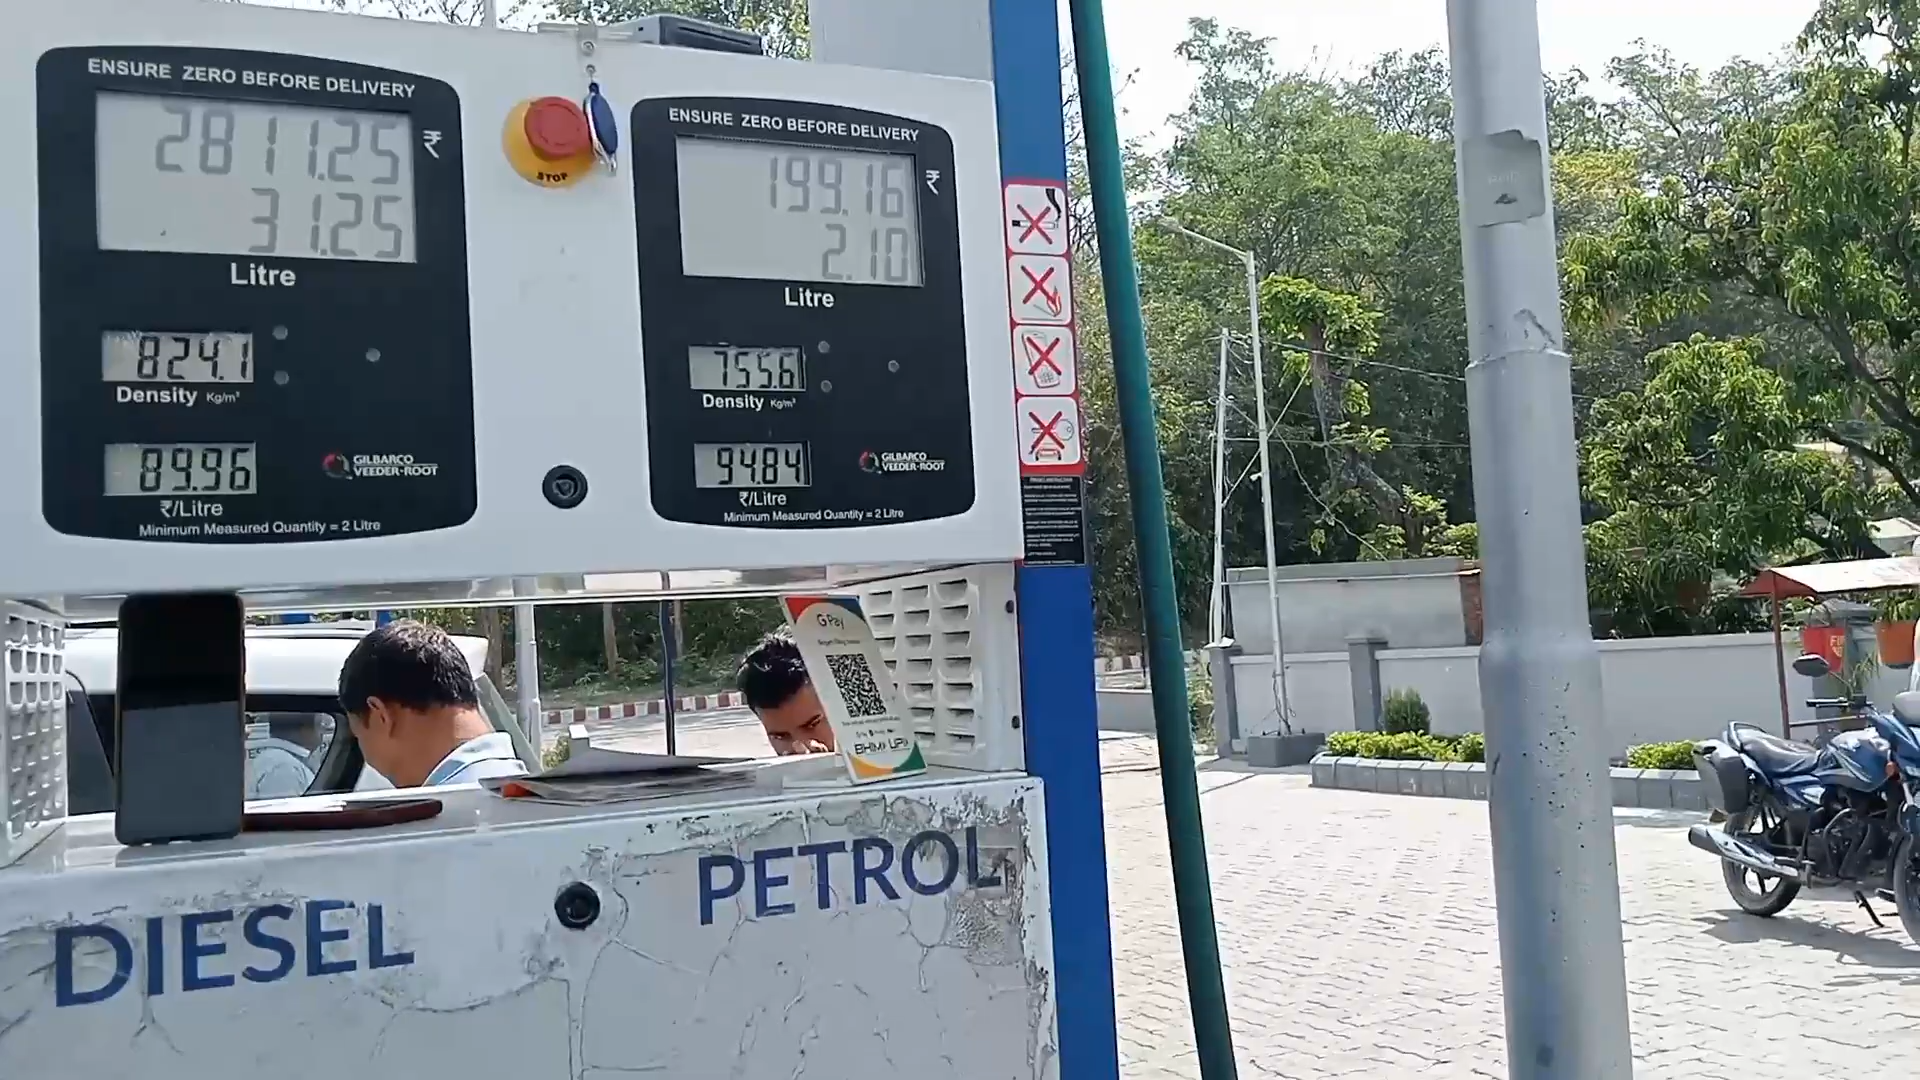 ENSURE ZERO BEFORE DELIVERY
2811.25 ₹
31.25
Litre
824.1
Density Kg/m³
89.96
₹/Litre
GILBARCO
VEEDER-ROOT
Minimum Measured Quantity = 2 Litre
STOP
ENSURE ZERO BEFORE DELIVERY
199.16 ₹
2.10
Litre
755.6
Density Kg/m³
94.84
₹/Litre
GILBARCO
VEEDER-ROOT
Minimum Measured Quantity = 2 Litre
G Pay
BHIM UPI
DIESEL
PETROL